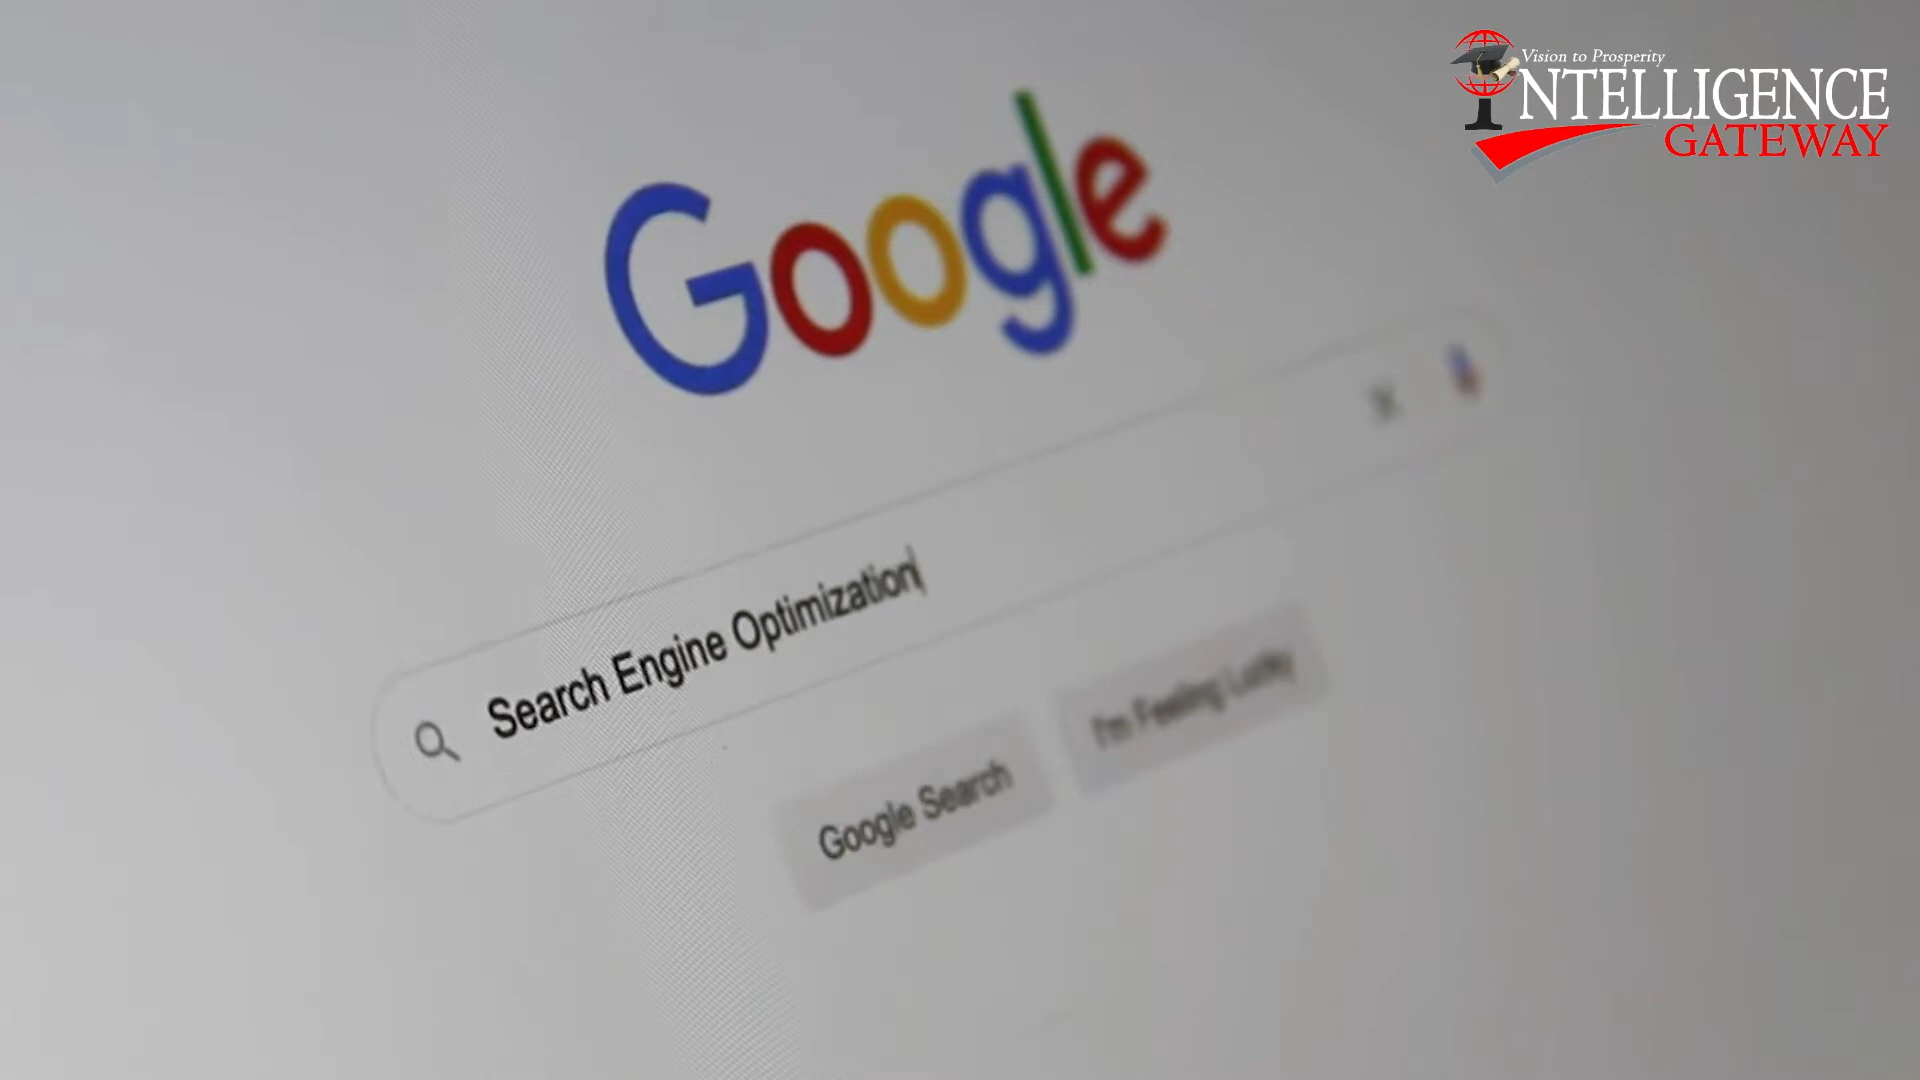 Vision to Prosperity
INTELLIGENCE
GATEWAY
Google
Search Engine Optimization
Google Search
I'm Feeling Lucky